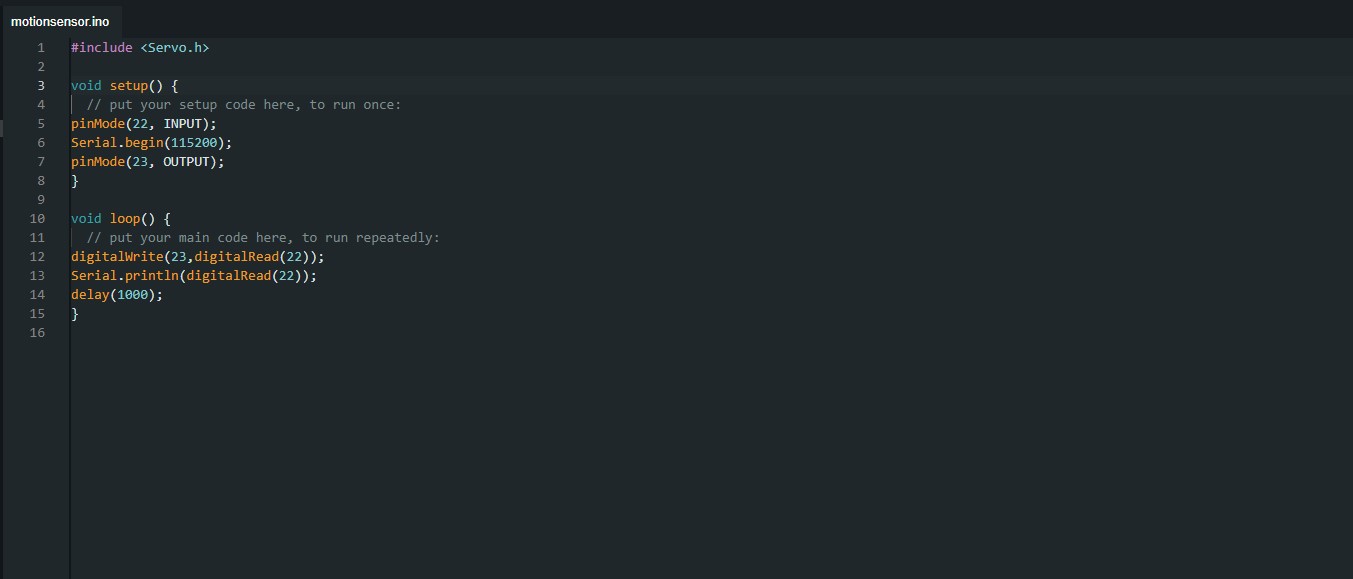 motionsensor.ino
1 #include <Servo.h>
2
3 void setup() {
4   // put your setup code here, to run once:
5 pinMode(22, INPUT);
6 Serial.begin(115200);
7 pinMode(23, OUTPUT);
8 }
9
10 void loop() {
11   // put your main code here, to run repeatedly:
12 digitalWrite(23,digitalRead(22));
13 Serial.println(digitalRead(22));
14 delay(1000);
15 }
16